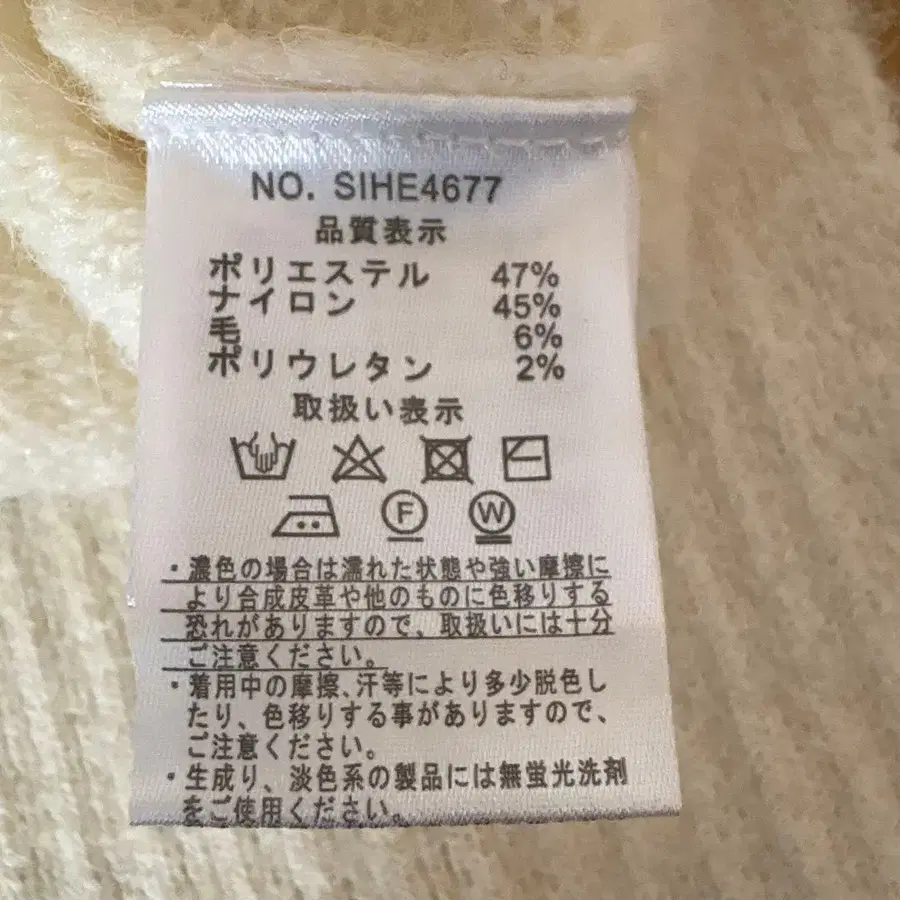 NO. SIHE4677
品質表示
ポリエステル 47%
ナイロン 45%
毛 6%
ポリウレタン 2%
取扱い表示
F W
・濃色の場合は濡れた状態や強い摩擦に
より合成皮革や他のものに色移りする
恐れがありますので、取扱いには十分
ご注意ください。
・着用中の摩擦、汗等により多少脱色し
たり、色移りする事がありますので、
ご注意ください。
・生成り、淡色系の製品には無蛍光洗剤
をご使用ください。